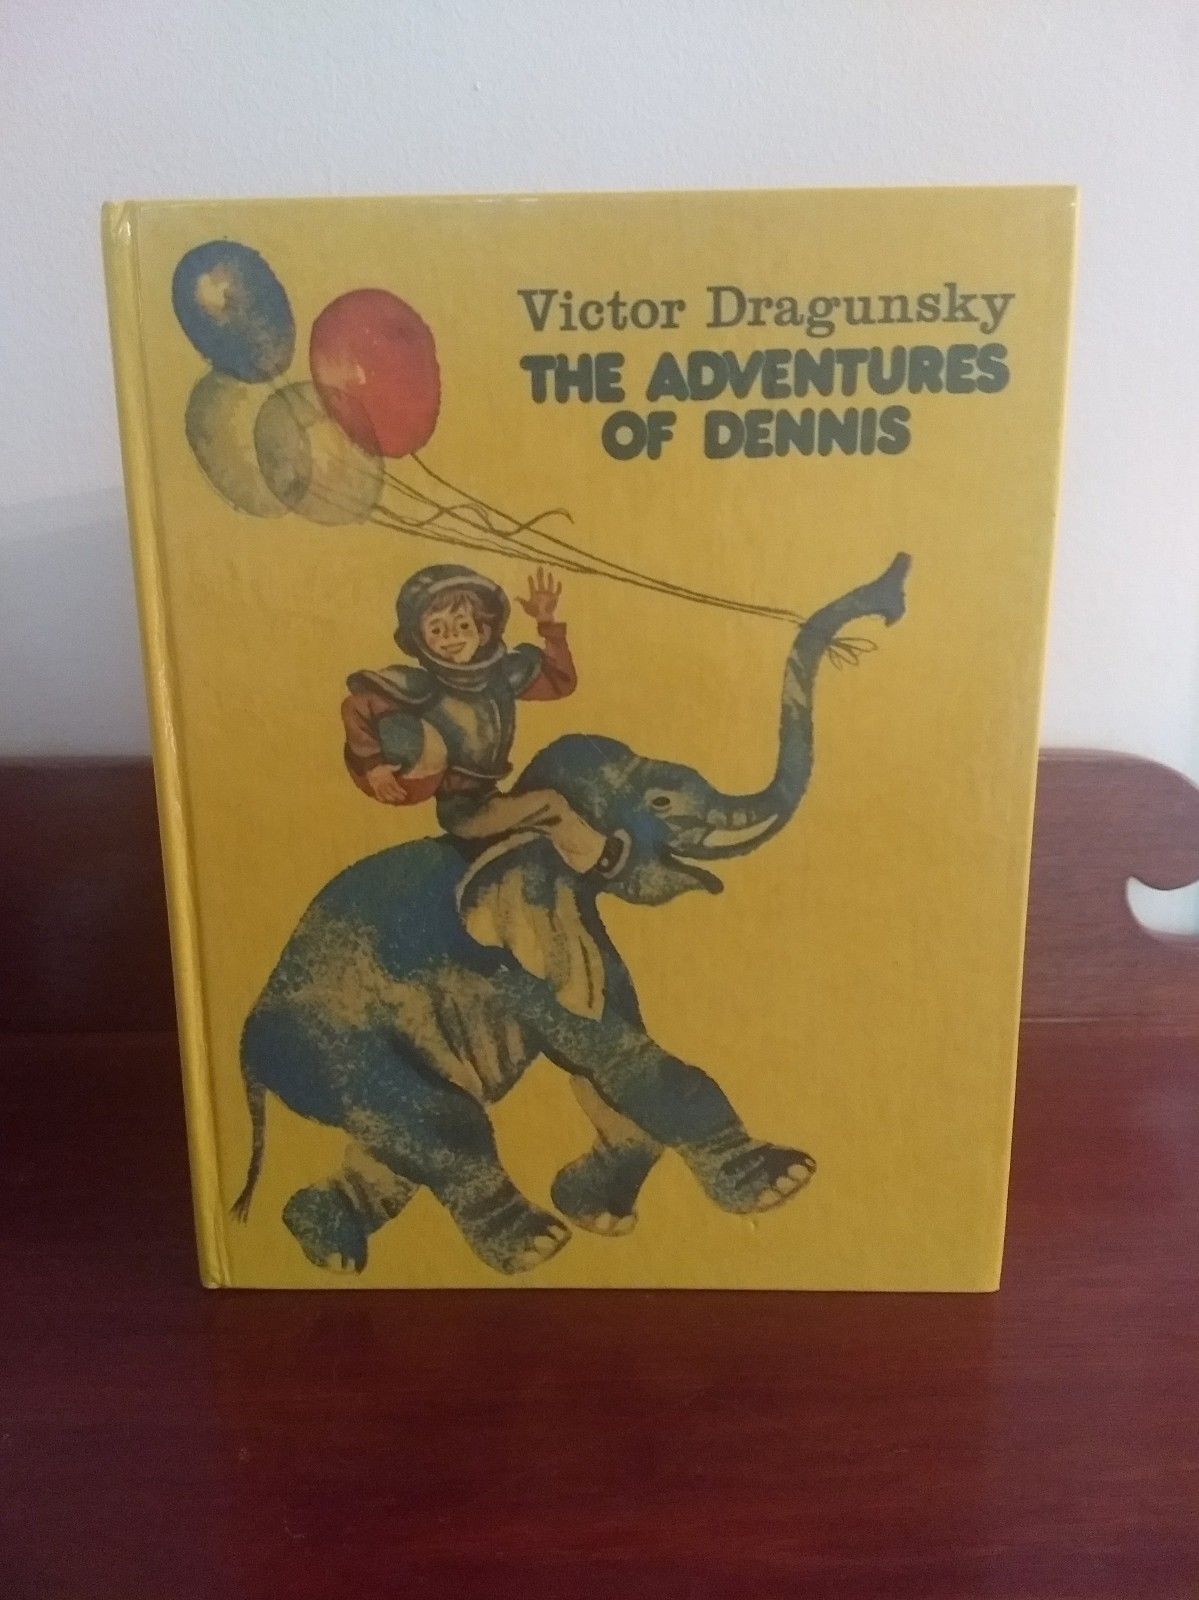 Victor Dragunsky
THE ADVENTURES
OF DENNIS